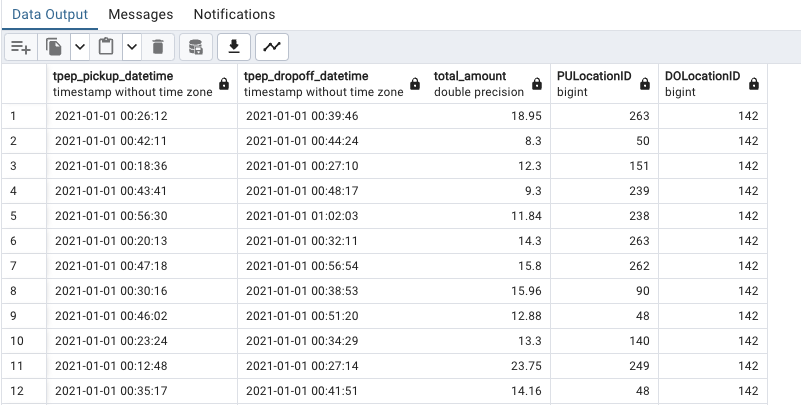 Data Output Messages Notifications
tpep_pickup_datetime tpep_dropoff_datetime total_amount PULocationID DOLocationID
timestamp without time zone timestamp without time zone double precision bigint bigint
1 2021-01-01 00:26:12 2021-01-01 00:39:46 18.95 263 142
2 2021-01-01 00:42:11 2021-01-01 00:44:24 8.3 50 142
3 2021-01-01 00:18:36 2021-01-01 00:27:10 12.3 151 142
4 2021-01-01 00:43:41 2021-01-01 00:48:17 9.3 239 142
5 2021-01-01 00:56:30 2021-01-01 01:02:03 11.84 238 142
6 2021-01-01 00:20:13 2021-01-01 00:32:11 14.3 263 142
7 2021-01-01 00:47:18 2021-01-01 00:56:54 15.8 262 142
8 2021-01-01 00:30:16 2021-01-01 00:38:53 15.96 90 142
9 2021-01-01 00:46:02 2021-01-01 00:51:20 12.88 48 142
10 2021-01-01 00:23:24 2021-01-01 00:34:29 13.3 140 142
11 2021-01-01 00:12:48 2021-01-01 00:27:14 23.75 249 142
12 2021-01-01 00:35:17 2021-01-01 00:41:51 14.16 48 142